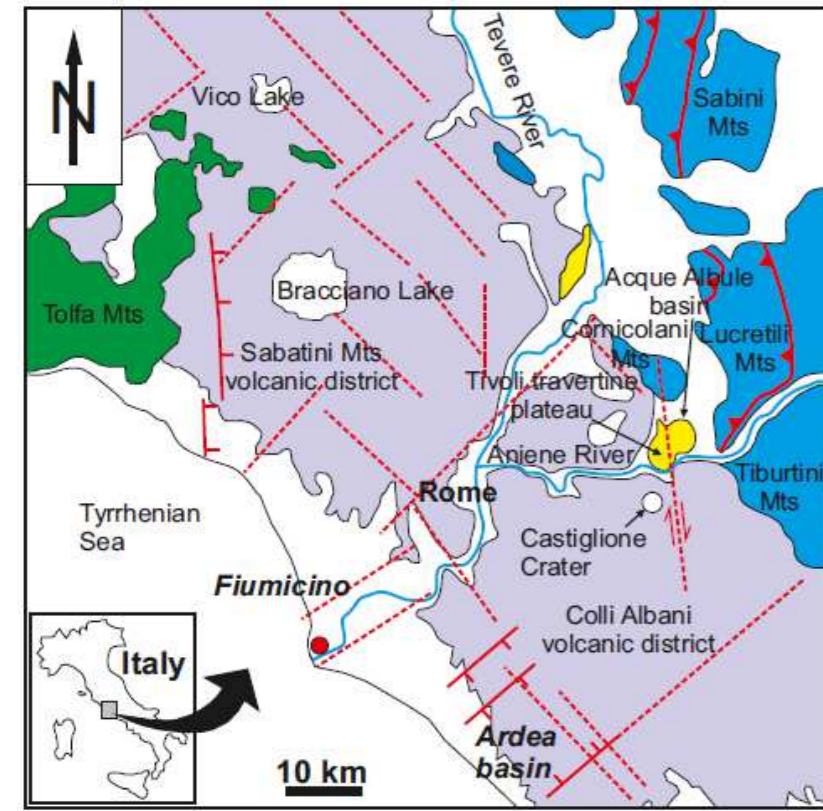 N
Vico Lake
Tevere River
Sabini
Mts
Tolfa Mts
Bracciano Lake
Acque Albule
basin
Cornicolani
Mts
Lucretili
Mts
Sabatini Mts
volcanic district
Tivoli travertine
plateau
Aniene River
Tiburtini
Mts
Rome
Tyrrhenian
Sea
Castiglione
Crater
Fiumicino
Colli Albani
volcanic district
Italy
Ardea
basin
10 km